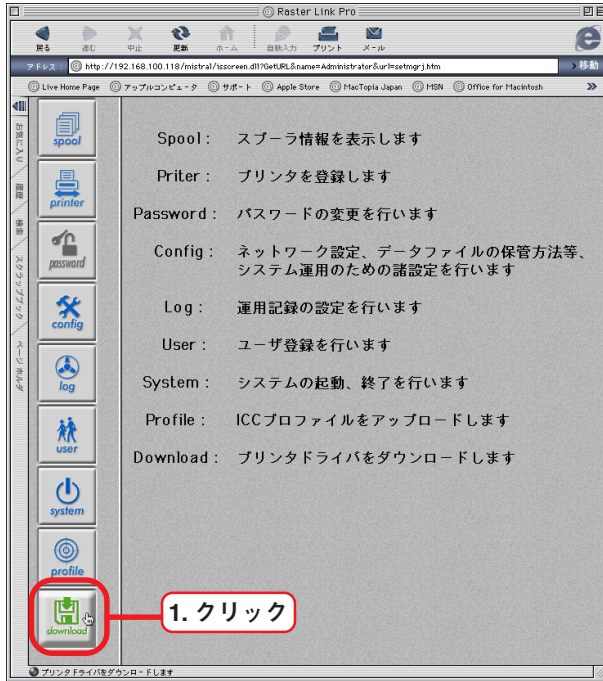 Raster Link Pro
戻る 進む 中止 更新 ホーム 自動入力 プリント メール
アドレス： http://192.168.100.118/mistral/isapireen.dll?GetURL&name=Administrator&url=setmgrj.htm 移動
Live Home Page アップルコンピュータ サポート Apple Store MacTopia Japan MSN Office for Macintosh
お気に入り
履歴
検索
スクラップブック
ページ ホルダ
spool
Spool : スプーラ情報を表示します
printer
Priter : プリンタを登録します
password
Password : パスワードの変更を行います
config
Config : ネットワーク設定、データファイルの保管方法等、
システム運用のための諸設定を行います
log
Log : 運用記録の設定を行います
user
User : ユーザ登録を行います
system
System : システムの起動、終了を行います
profile
Profile : ICCプロファイルをアップロードします
download
Download : プリンタドライバをダウンロードします
1. クリック
プリンタドライバをダウンロードします